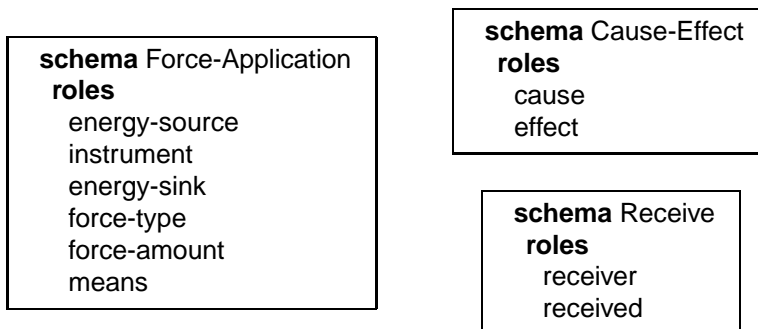 schema Force-Application
roles
energy-source
instrument
energy-sink
force-type
force-amount
means
schema Cause-Effect
roles
cause
effect
schema Receive
roles
receiver
received